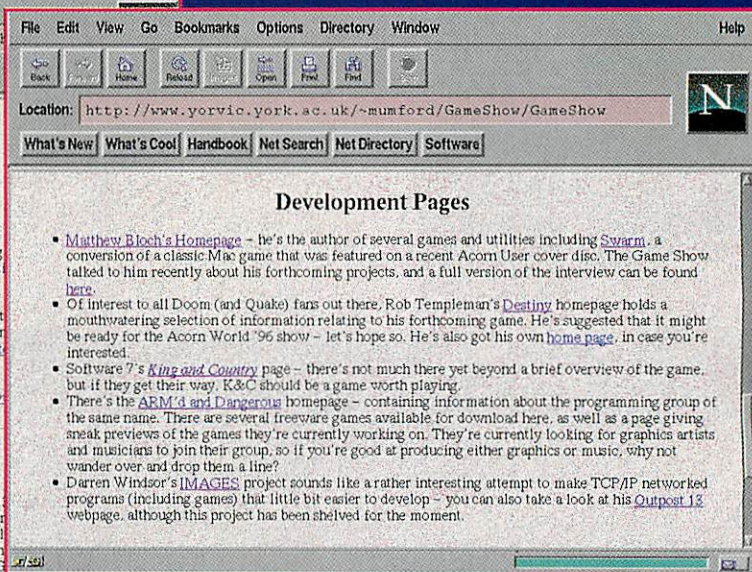 File Edit View Go Bookmarks Options Directory Window Help
Back Forward Home Reload Images Open Print Find Stop
Location: http://www.yorvic.york.ac.uk/~mumford/GameShow/GameShow
N
What's New What's Cool Handbook Net Search Net Directory Software
Development Pages
• Matthew Bloch's Homepage – he's the author of several games and utilities including Swarm, a
conversion of a classic Mac game that was featured on a recent Acorn User cover disc. The Game Show
talked to him recently about his forthcoming projects, and a full version of the interview can be found
here.
• Of interest to all Doom (and Quake) fans out there, Rob Templeman's Destiny homepage holds a
mouthwatering selection of information relating to his forthcoming game. He's suggested that it might
be ready for the Acorn World '96 show – let's hope so. He's also got his own home page, in case you're
interested.
• Software 7's King and Country page – there's not much there yet beyond a brief overview of the game,
but if they get their way, K&C should be a game worth playing.
• There's the ARM'd and Dangerous homepage – containing information about the programming group of
the same name. There are several freeware games available for download here, as well as a page giving
sneak previews of the games they're currently working on. They're currently looking for graphics artists
and musicians to join their group, so if you're good at producing either graphics or music, why not
wander over and drop them a line?
• Darren Windsor's IMAGES project sounds like a rather interesting attempt to make TCP/IP networked
programs (including games) that little bit easier to develop – you can also take a look at his Outpost 13
webpage, although this project has been shelved for the moment.